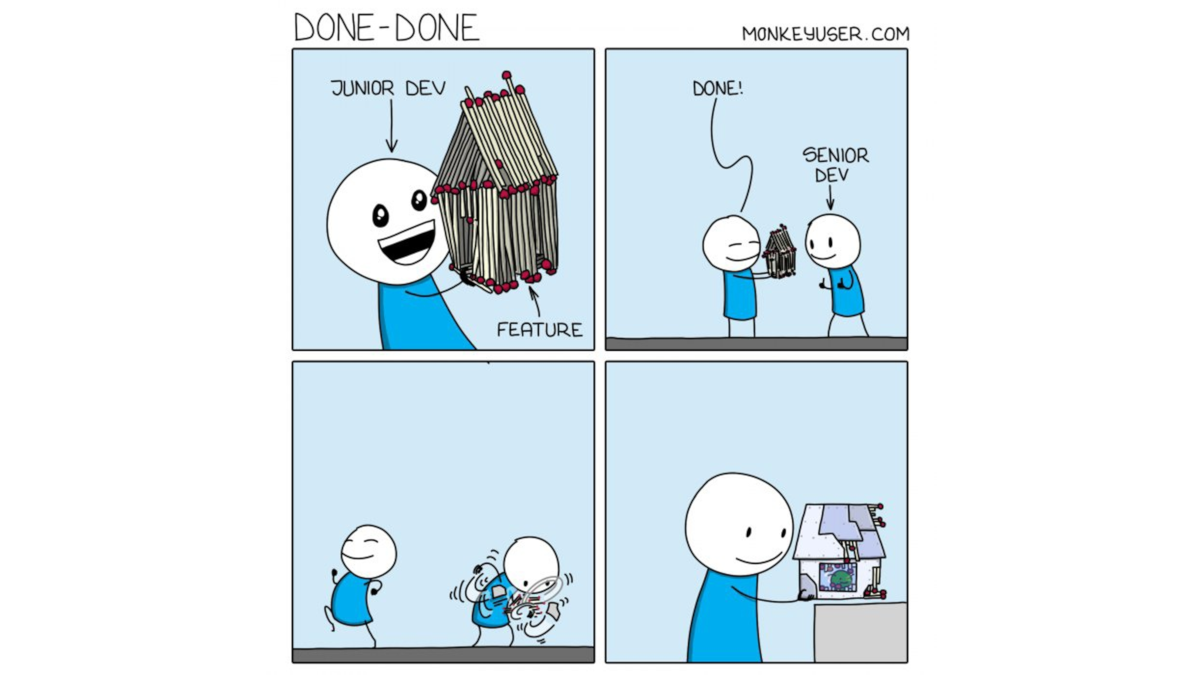 DONE-DONE
MONKEYUSER.COM
JUNIOR DEV
FEATURE
DONE!
SENIOR
DEV